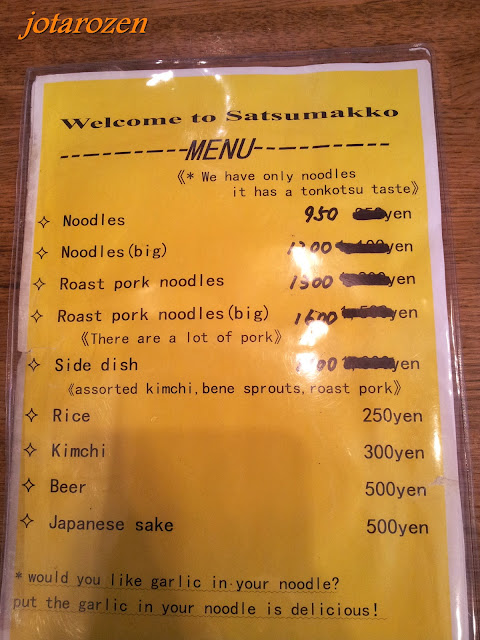 jotarozen
Welcome to Satsumakko
MENU
《* We have only noodles
it has a tonkotsu taste》
✧ Noodles 950 yen
✧ Noodles(big) yen
✧ Roast pork noodles 1300 yen
✧ Roast pork noodles(big) 1600 yen
《There are a lot of pork》
✧ Side dish yen
《assorted kimchi,bene sprouts,roast pork》
✧ Rice 250yen
✧ Kimchi 300yen
✧ Beer 500yen
✧ Japanese sake 500yen
* would you like garlic in your noodle?
put the garlic in your noodle is delicious!